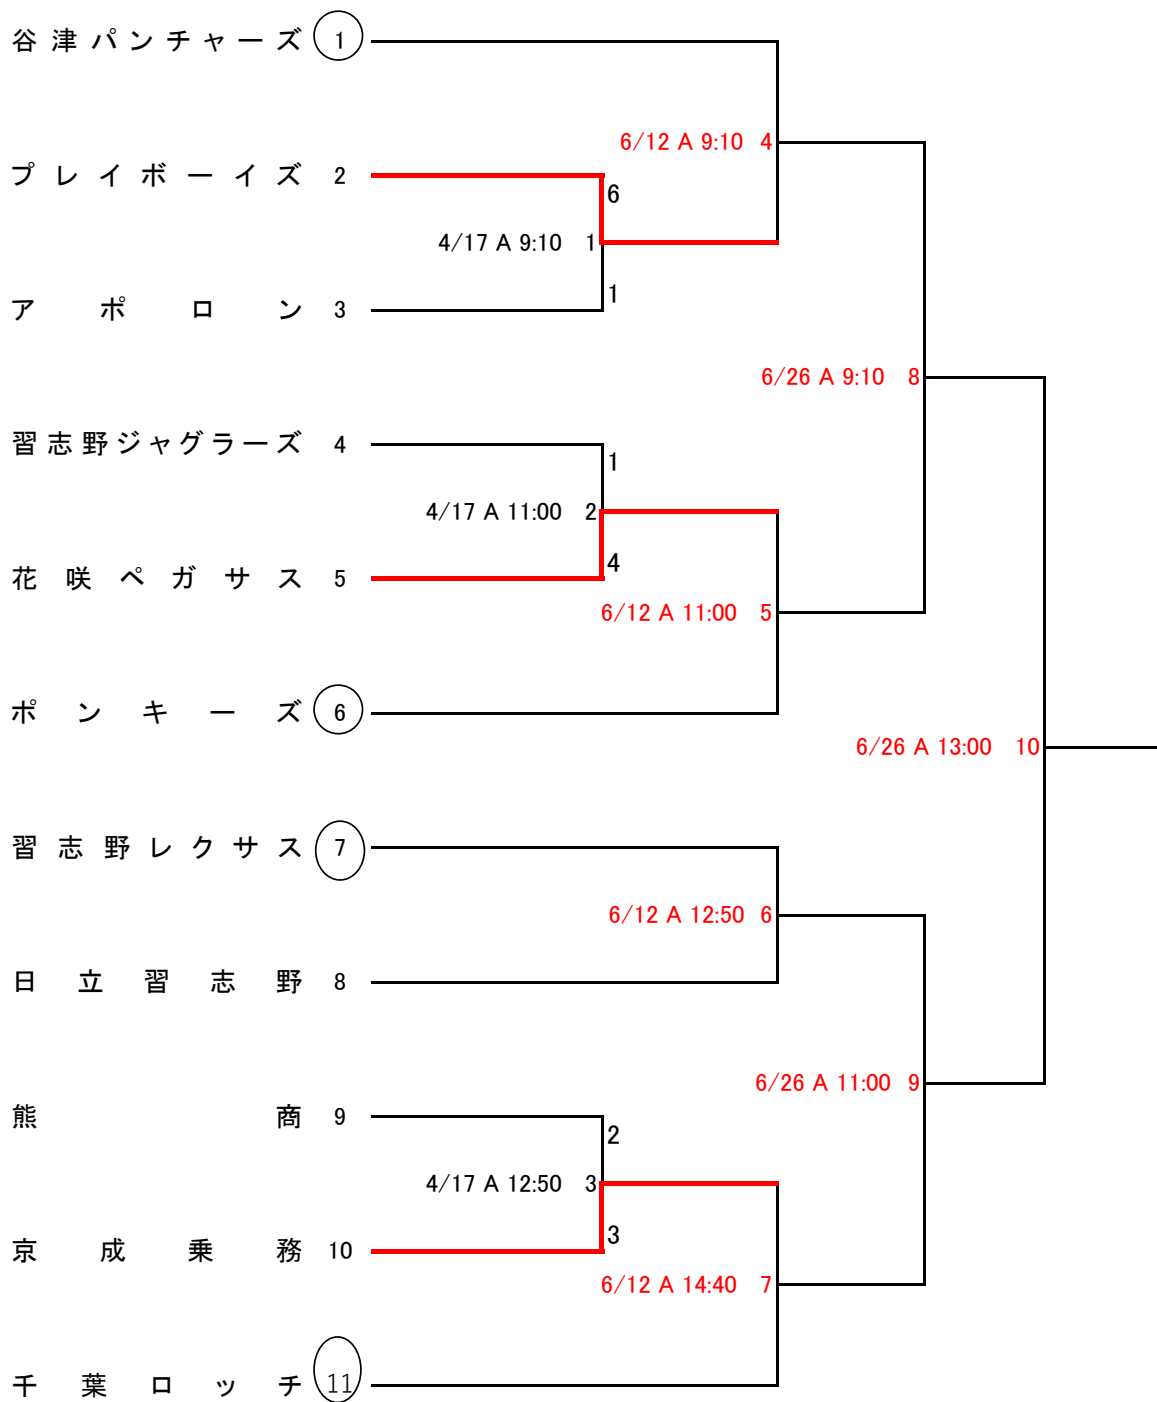 谷津パンチャーズ 1
6/12 A 9:10 4
プレイボーイズ 2
6
4/17 A 9:10 1
1
アポロン 3
6/26 A 9:10 8
習志野ジャグラーズ 4
1
4/17 A 11:00 2
4
花咲ペガサス 5
6/12 A 11:00 5
ポンキーズ 6
6/26 A 13:00 10
習志野レクサス 7
6/12 A 12:50 6
日立習志野 8
6/26 A 11:00 9
熊商 9
2
4/17 A 12:50 3
3
京成乗務 10
6/12 A 14:40 7
千葉ロッチ 11